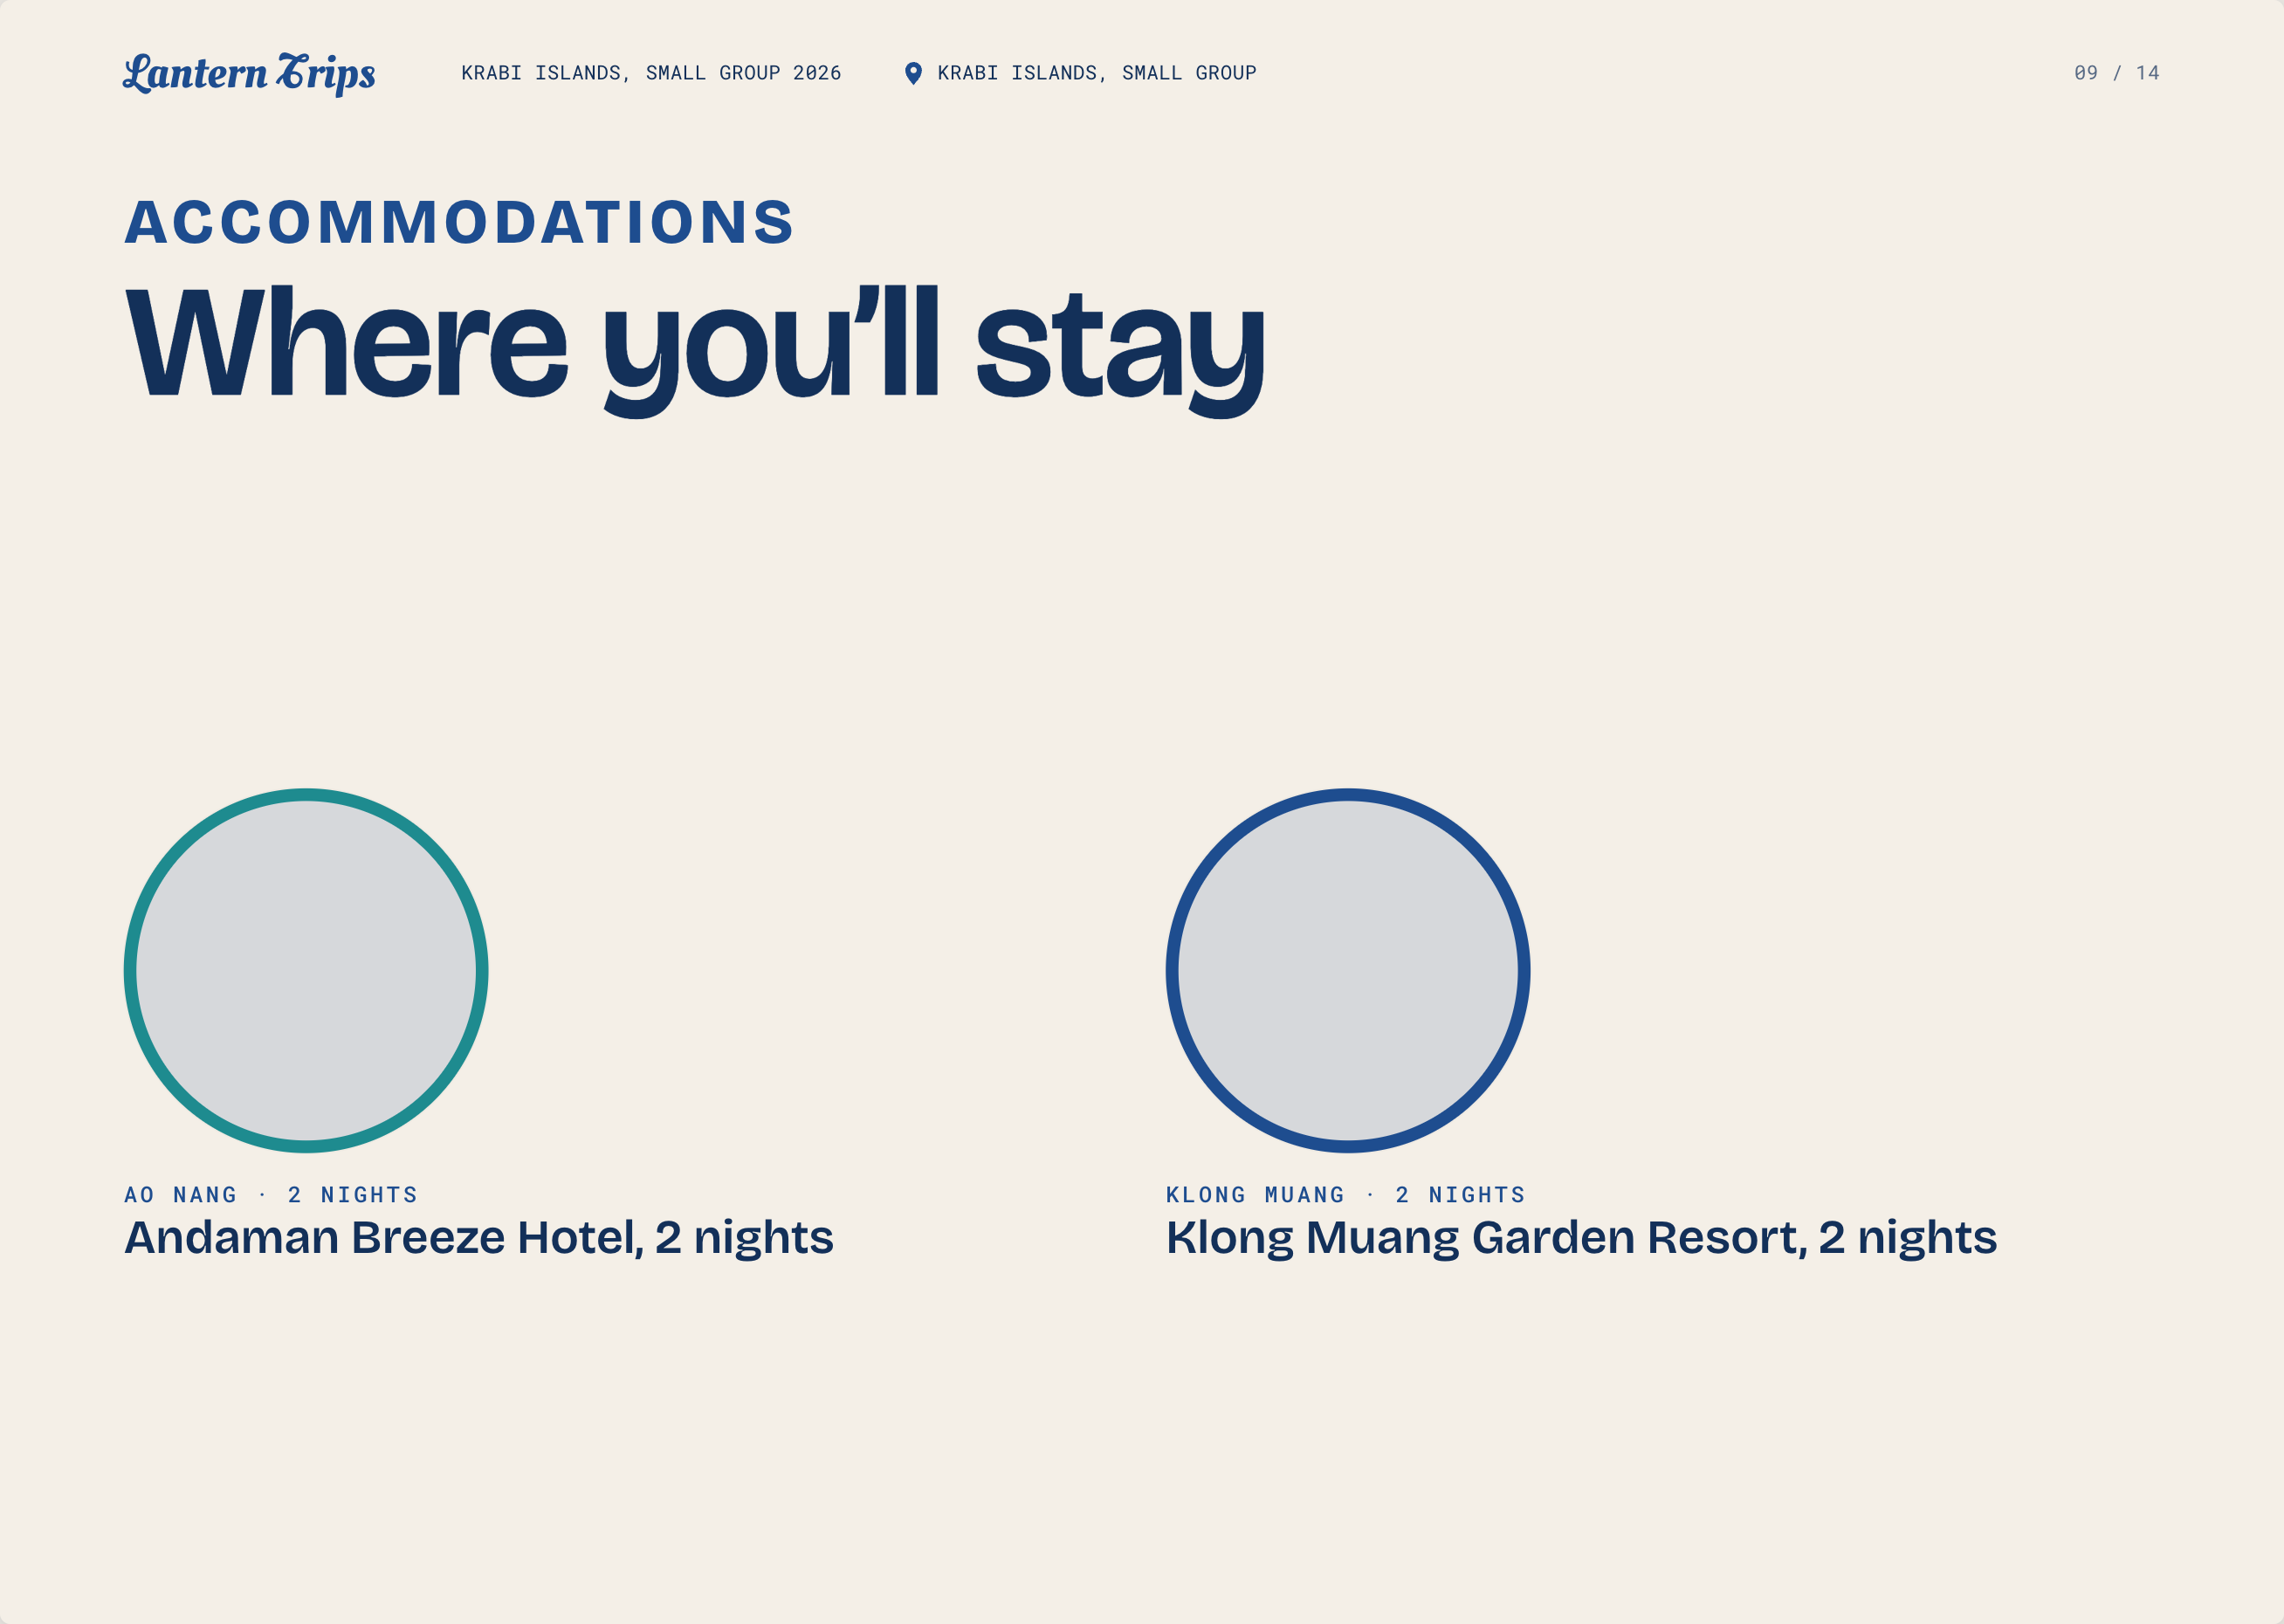 Lantern Trips
KRABI ISLANDS, SMALL GROUP 2026
KRABI ISLANDS, SMALL GROUP
09 / 14
ACCOMMODATIONS
Where you’ll stay
AO NANG · 2 NIGHTS
Andaman Breeze Hotel, 2 nights
KLONG MUANG · 2 NIGHTS
Klong Muang Garden Resort, 2 nights